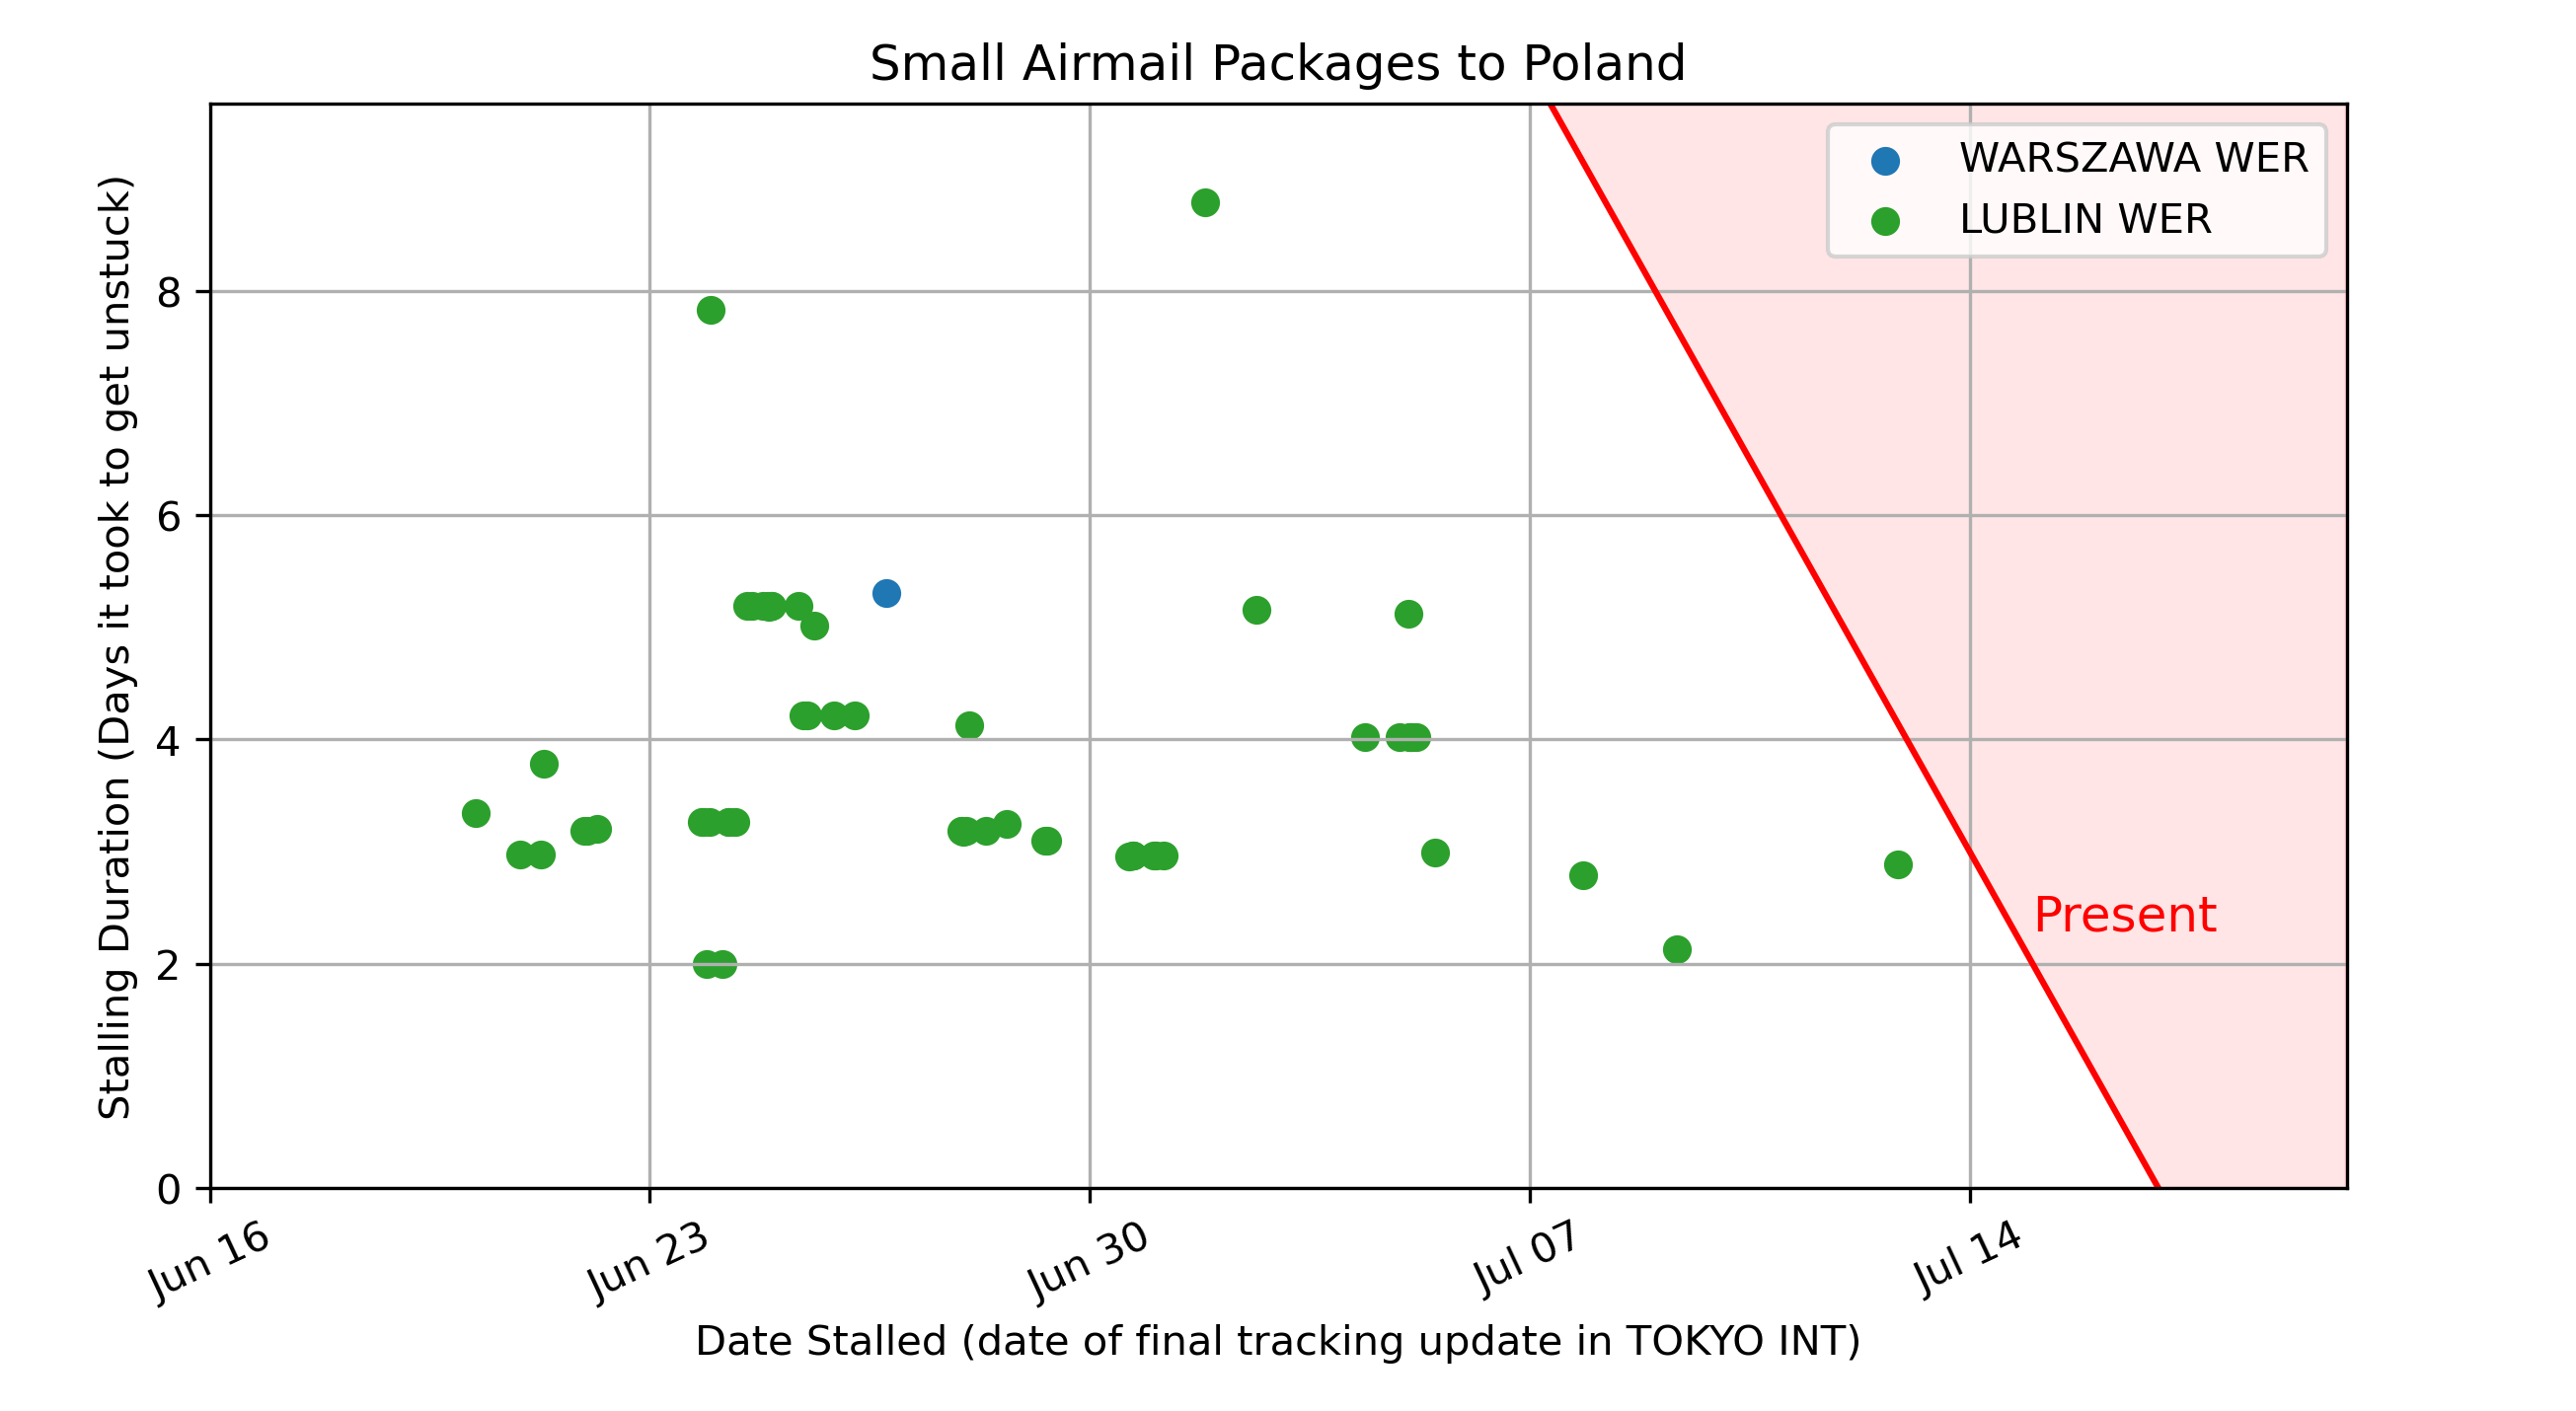 Small Airmail Packages to Poland
WARSZAWA WER
LUBLIN WER
Stalling Duration (Days it took to get unstuck)
8
6
4
2
0
Present
Jun 16
Jun 23
Jun 30
Jul 07
Jul 14
Date Stalled (date of final tracking update in TOKYO INT)